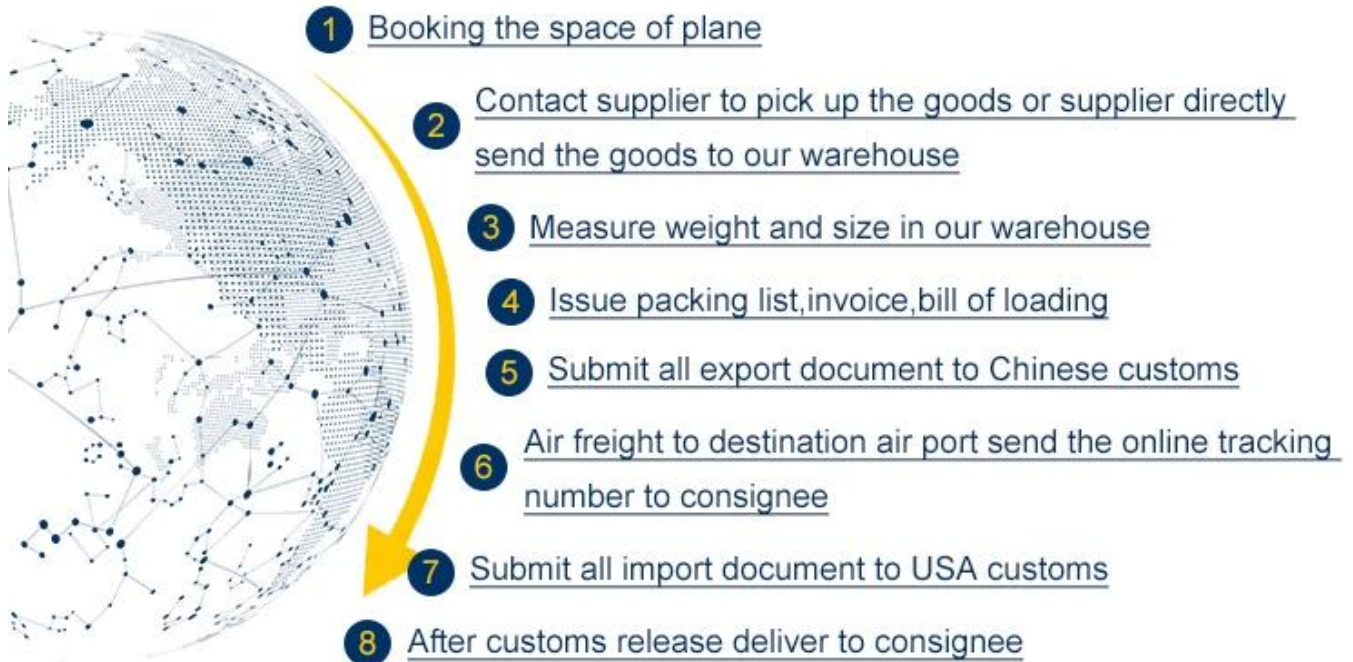 1 Booking the space of plane
2 Contact supplier to pick up the goods or supplier directly
send the goods to our warehouse
3 Measure weight and size in our warehouse
4 Issue packing list,invoice,bill of loading
5 Submit all export document to Chinese customs
6 Air freight to destination air port send the online tracking
number to consignee
7 Submit all import document to USA customs
8 After customs release deliver to consignee